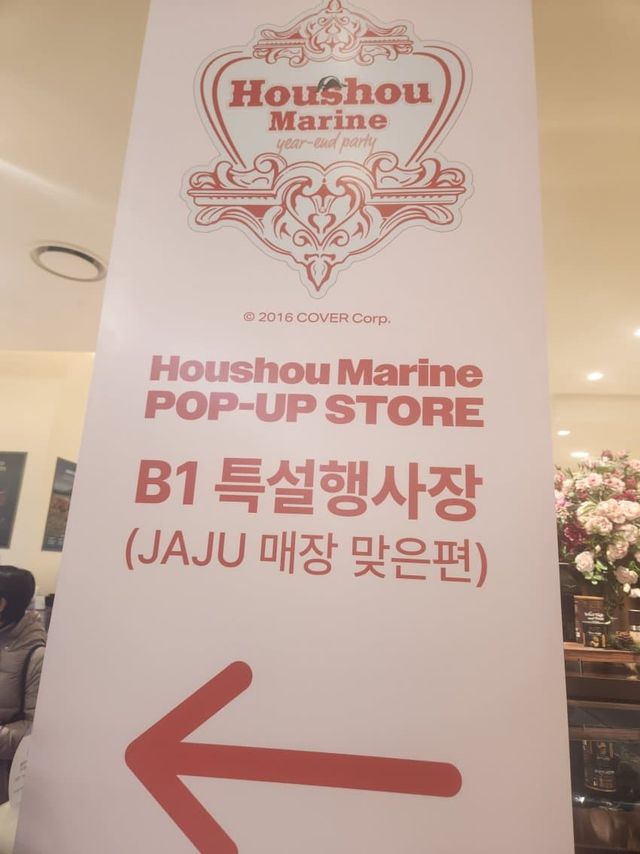 Houshou
Marine
year-end party
© 2016 COVER Corp.
Houshou Marine
POP-UP STORE
B1 특설행사장
(JAJU 매장 맞은편)